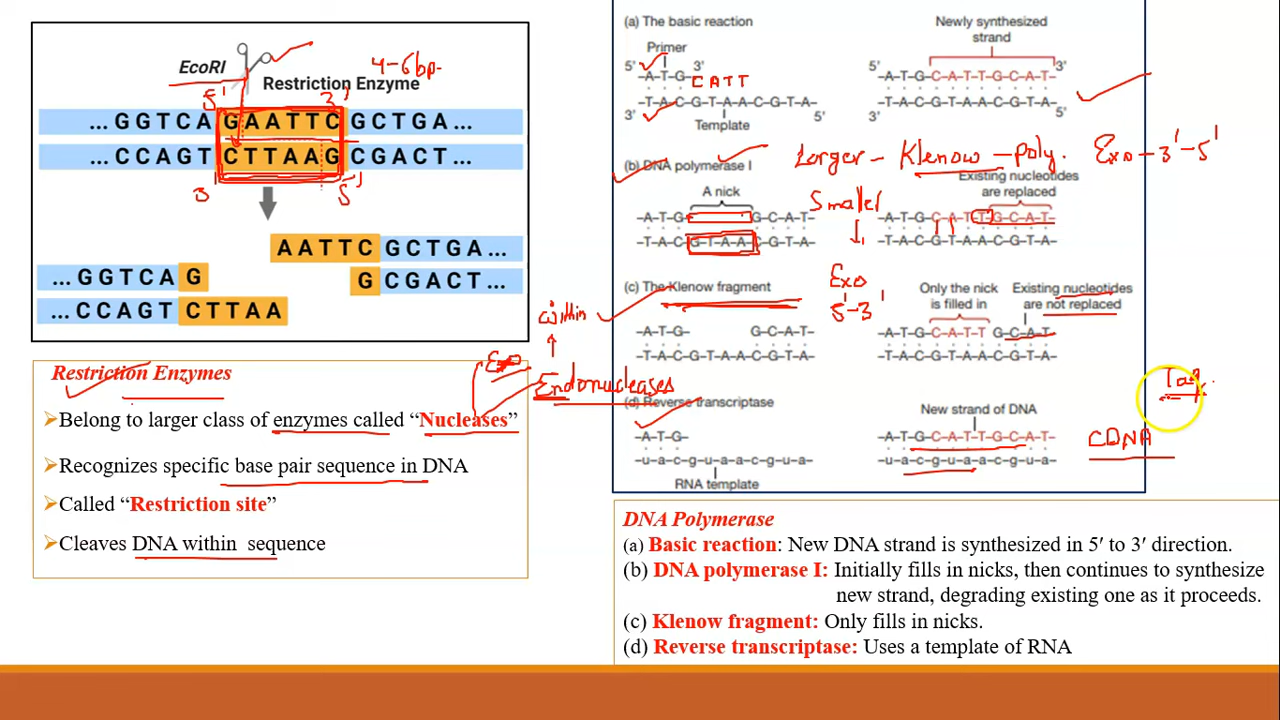 EcoRI
4-6bp.
Restriction Enzyme
5' 3'
...GGTCAGAATTCGCTGA...
...CCAGTCTTAAGCGACT...
3' 5'
AATTCGCTGA...
...GGTCAG GCGACT...
...CCAGTCTTAA
Restriction Enzymes
➢Belong to larger class of enzymes called “Nucleases”
➢Recognizes specific base pair sequence in DNA
➢Called “Restriction site”
➢Cleaves DNA within sequence
Exo
within
Endonucleases
(a) The basic reaction
Primer
5' 3'
-A-T-G- CATT
-T-A-C-G-T-A-A-C-G-T-A-
3' 5'
Template
Newly synthesized
strand
5' 3'
-A-T-G-C-A-T-T-G-C-A-T-
-T-A-C-G-T-A-A-C-G-T-A-
3' 5'
(b) DNA polymerase I
Larger - Klenow - poly. Exo - 3'-5'
A nick
-A-T-G G-C-A-T-
-T-A-C-G-T-A-A-C-G-T-A-
Smaller
Exo
5'-3'
Existing nucleotides
are replaced
-A-T-G-C-A-T-T-G-C-A-T-
-T-A-C-G-T-A-A-C-G-T-A-
(c) The Klenow fragment
-A-T-G- G-C-A-T-
-T-A-C-G-T-A-A-C-G-T-A-
Only the nick
is filled in
Existing nucleotides
are not replaced
-A-T-G-C-A-T-T G-C-A-T-
-T-A-C-G-T-A-A-C-G-T-A-
(d) Reverse transcriptase
-A-T-G-
-u-a-c-g-u-a-a-c-g-u-a-
RNA template
New strand of DNA
-A-T-G-C-A-T-T-G-C-A-T-
-u-a-c-g-u-a-a-c-g-u-a-
CDNA
Taq.
DNA Polymerase
(a) Basic reaction: New DNA strand is synthesized in 5′ to 3′ direction.
(b) DNA polymerase I: Initially fills in nicks, then continues to synthesize
new strand, degrading existing one as it proceeds.
(c) Klenow fragment: Only fills in nicks.
(d) Reverse transcriptase: Uses a template of RNA